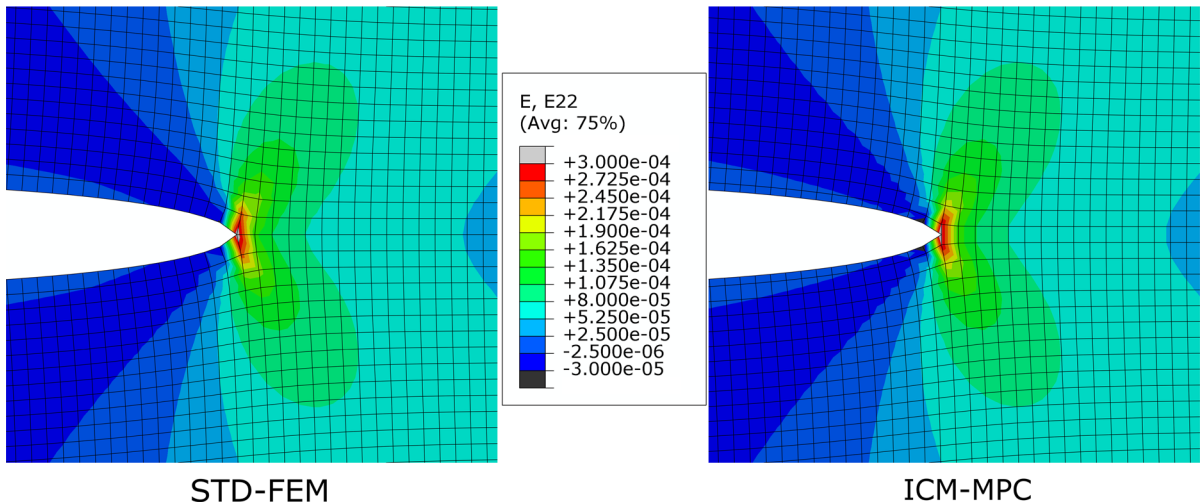 E, E22
(Avg: 75%)
+3.000e-04
+2.725e-04
+2.450e-04
+2.175e-04
+1.900e-04
+1.625e-04
+1.350e-04
+1.075e-04
+8.000e-05
+5.250e-05
+2.500e-05
-2.500e-06
-3.000e-05
STD-FEM
ICM-MPC